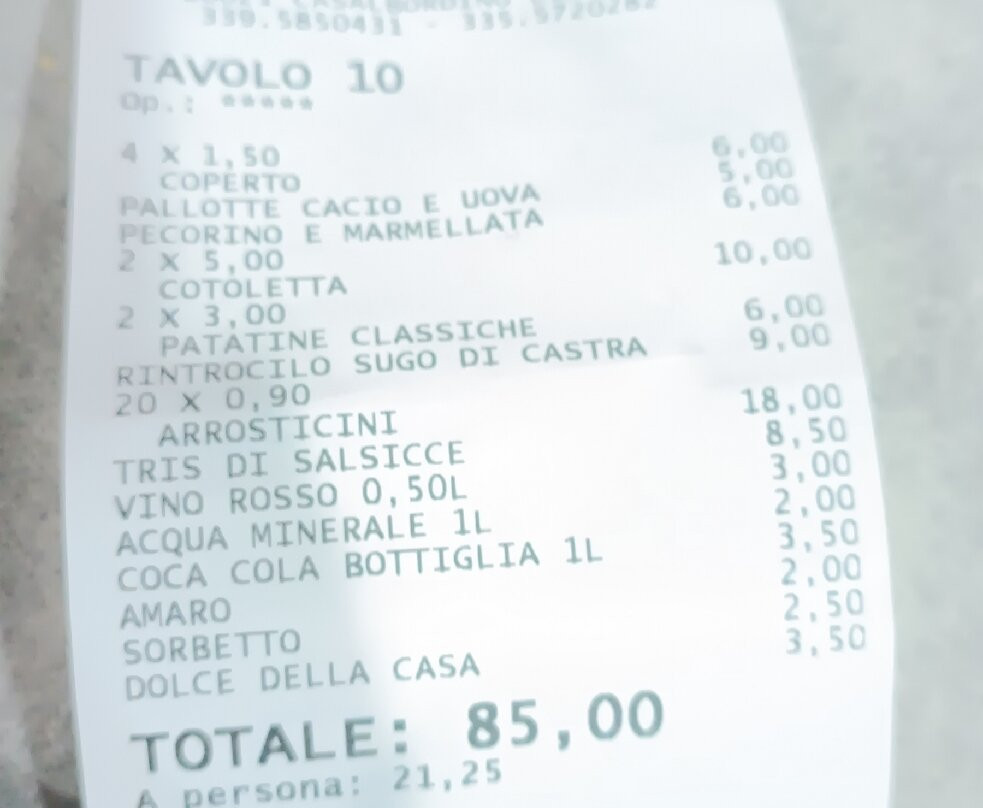 CASALBORDINO
339.5850431 - 335.5720282
TAVOLO 10
Op.: *****
4 X 1,50
COPERTO 6,00
PALLOTTE CACIO E UOVA 5,00
PECORINO E MARMELLATA 6,00
2 X 5,00
COTOLETTA 10,00
2 X 3,00
PATATINE CLASSICHE 6,00
RINTROCILO SUGO DI CASTRA 9,00
20 X 0,90
ARROSTICINI 18,00
TRIS DI SALSICCE 8,50
VINO ROSSO 0,50L 3,00
ACQUA MINERALE 1L 2,00
COCA COLA BOTTIGLIA 1L 3,50
AMARO 2,00
SORBETTO 2,50
DOLCE DELLA CASA 3,50
TOTALE: 85,00
A persona: 21,25